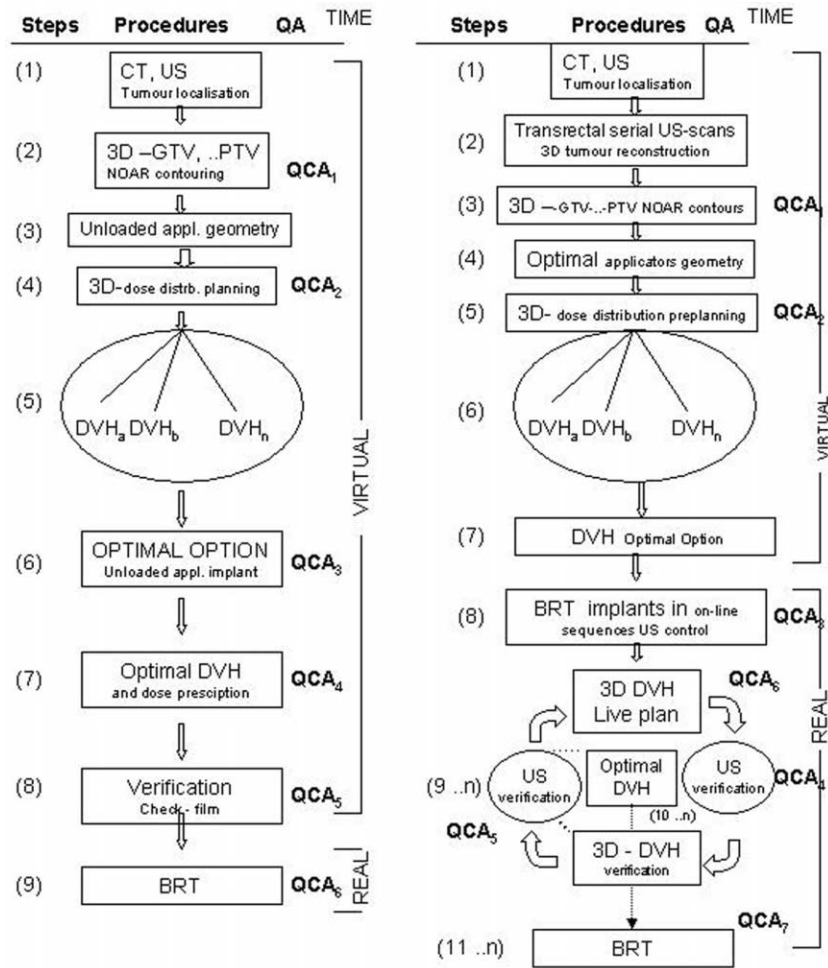 Steps Procedures QA TIME
(1) CT, US
Tumour localisation
(2) 3D –GTV, ..PTV
NOAR contouring QCA1
(3) Unloaded appl. geometry
(4) 3D- dose distrb. planning QCA2
(5)
DVHa DVHb DVHn
VIRTUAL
(6) OPTIMAL OPTION
Unloaded appl. implant QCA3
(7) Optimal DVH
and dose presciption QCA4
(8) Verification
Check - film QCA5
(9) BRT QCA6
REAL
Steps Procedures QA TIME
(1) CT, US
Tumour localisation
(2) Transrectal serial US-scans
3D tumour reconstruction
(3) 3D –-GTV-..-PTV NOAR contours QCA1
(4) Optimal applicators geometry
(5) 3D- dose distribution preplanning QCA2
(6)
DVHa DVHb DVHn
VIRTUAL
(7) DVH Optimal Option
(8) BRT implants in on-line
sequences US control QCA3
QCA6
3D DVH
Live plan
REAL
(9 ..n) US
verification
Optimal
DVH
US
verification
QCA4
(10 ..n)
QCA5
3D - DVH
verification
QCA7
(11 ..n) BRT